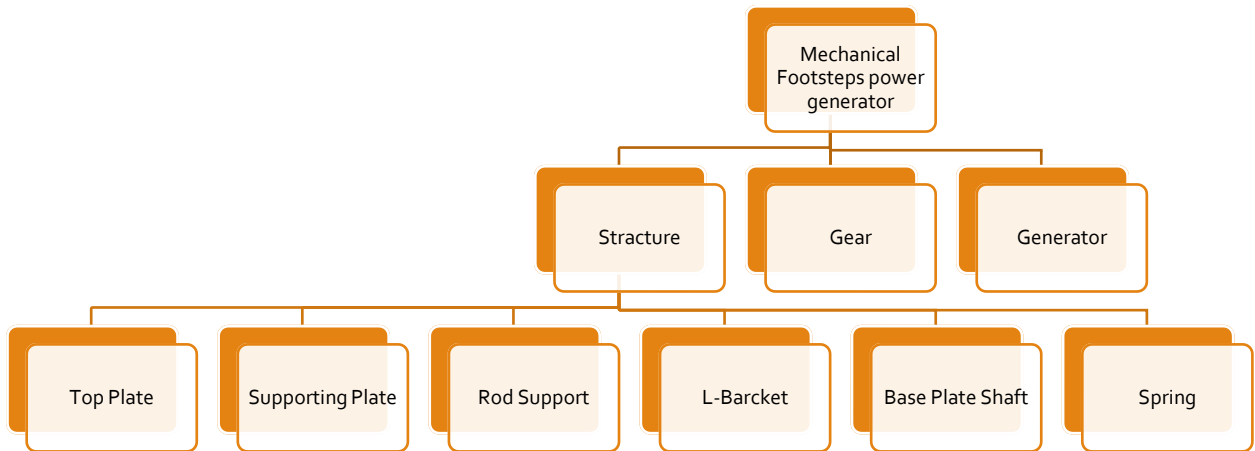 Mechanical
Footsteps power
generator
Stracture
Gear
Generator
Top Plate
Supporting Plate
Rod Support
L-Barcket
Base Plate Shaft
Spring